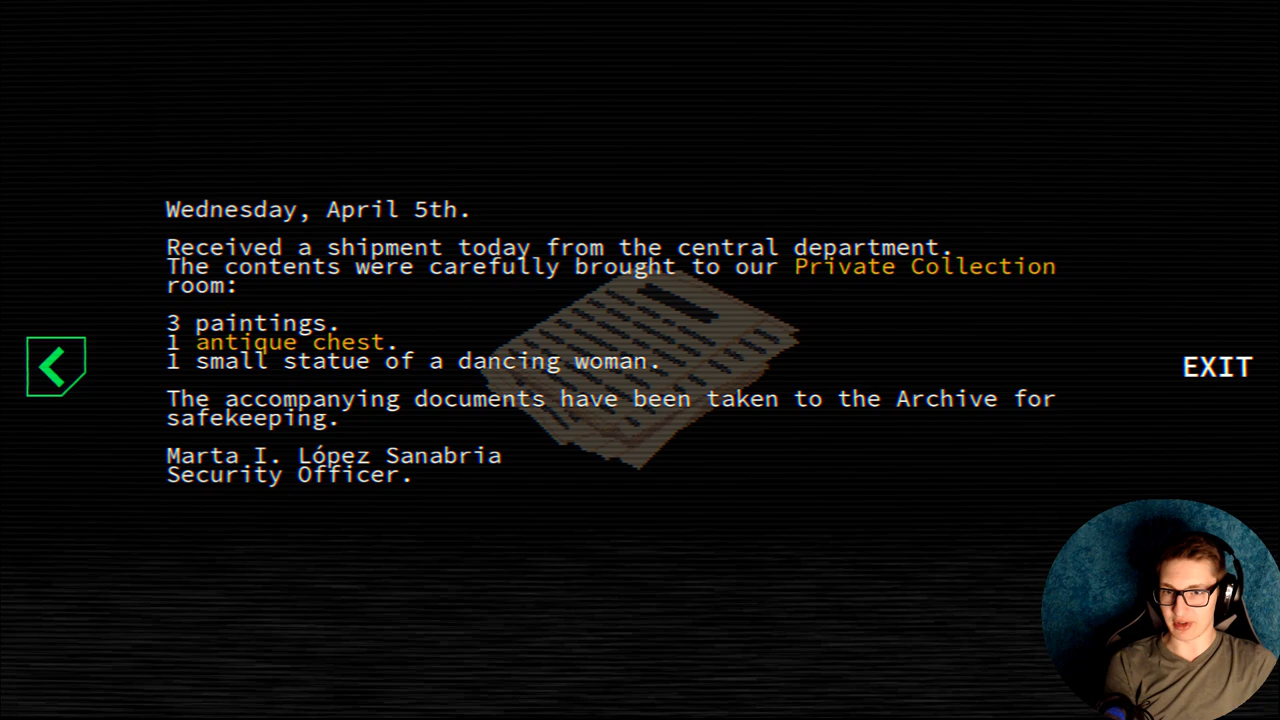 Wednesday, April 5th.
Received a shipment today from the central department.
The contents were carefully brought to our Private Collection
room:
3 paintings.
1 antique chest.
1 small statue of a dancing woman.
The accompanying documents have been taken to the Archive for
safekeeping.
Marta I. López Sanabria
Security Officer.
EXIT